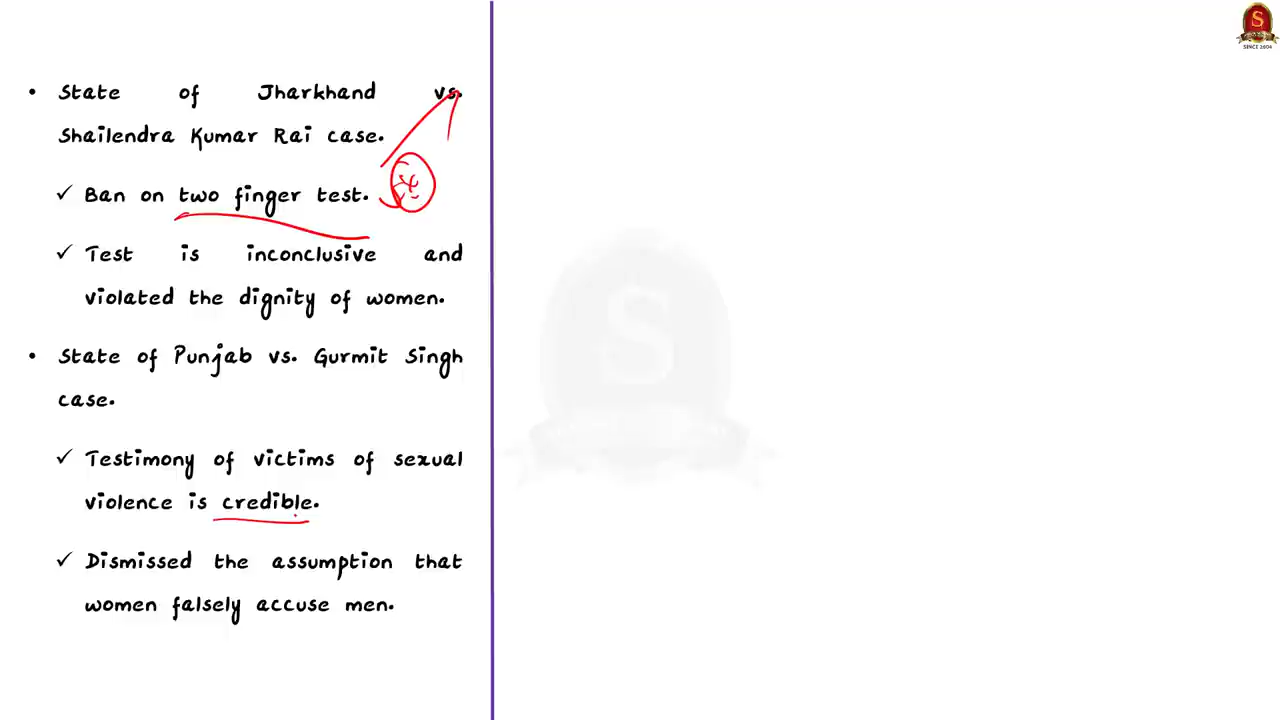 • State of Jharkhand vs.
Shailendra Kumar Rai case.
✓ Ban on two finger test.
✓ Test is inconclusive and
violated the dignity of women.
• State of Punjab vs. Gurmit Singh
case.
✓ Testimony of victims of sexual
violence is credible.
✓ Dismissed the assumption that
women falsely accuse men.
S
SINCE 2004
S